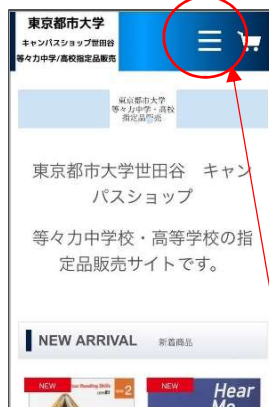 東京都市大学
キャンパスショップ世田谷
等々力中学/高校指定品販売
東京都市大学
等々力中学・高校
指定品販売
東京都市大学世田谷　キャン
パスショップ
等々力中学校・高等学校の指
定品販売サイトです。
NEW ARRIVAL 新着商品
NEW
Reading Skills
2
NEW
Hear
Me